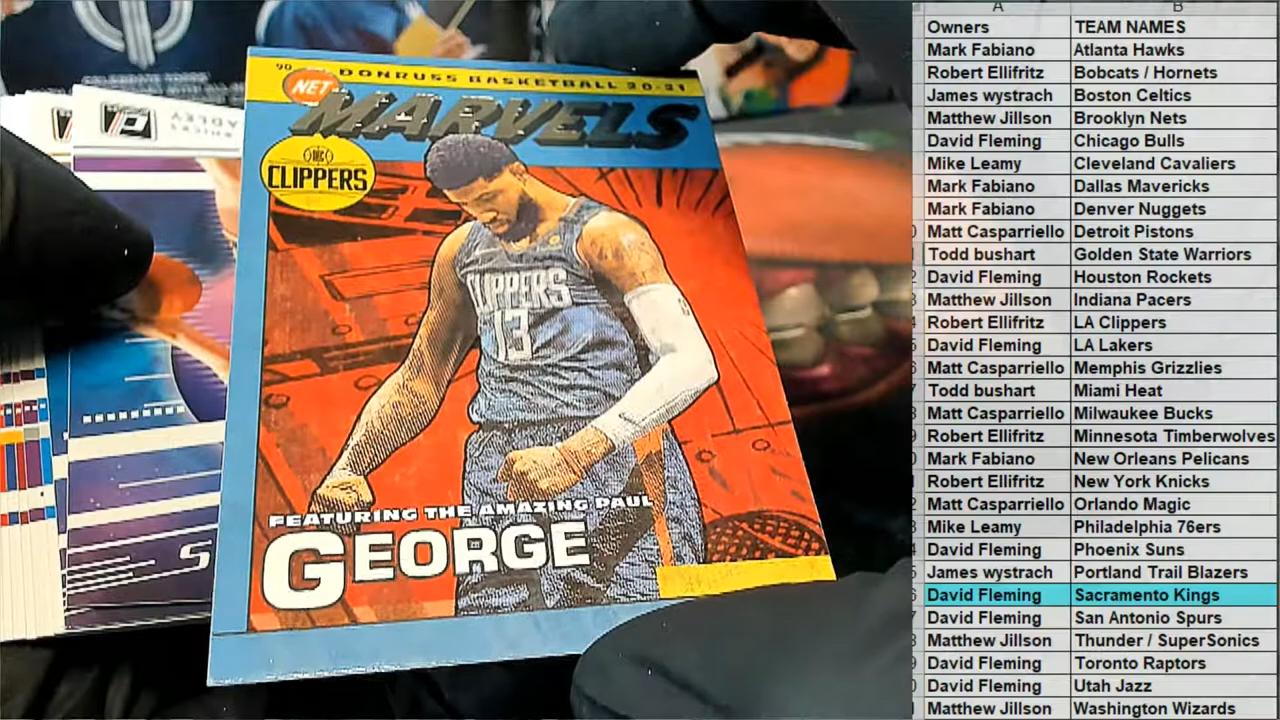 90
DONRUSS BASKETBALL 20-21
NET
MARVELS
LAC
CLIPPERS
CLIPPERS
13
FEATURING THE AMAZING PAUL
GEORGE
A B
Owners TEAM NAMES
Mark Fabiano Atlanta Hawks
Robert Ellifritz Bobcats / Hornets
James wystrach Boston Celtics
Matthew Jillson Brooklyn Nets
David Fleming Chicago Bulls
Mike Leamy Cleveland Cavaliers
Mark Fabiano Dallas Mavericks
Mark Fabiano Denver Nuggets
Matt Casparriello Detroit Pistons
Todd bushart Golden State Warriors
David Fleming Houston Rockets
Matthew Jillson Indiana Pacers
Robert Ellifritz LA Clippers
David Fleming LA Lakers
Matt Casparriello Memphis Grizzlies
Todd bushart Miami Heat
Matt Casparriello Milwaukee Bucks
Robert Ellifritz Minnesota Timberwolves
Mark Fabiano New Orleans Pelicans
Robert Ellifritz New York Knicks
Matt Casparriello Orlando Magic
Mike Leamy Philadelphia 76ers
David Fleming Phoenix Suns
James wystrach Portland Trail Blazers
David Fleming Sacramento Kings
David Fleming San Antonio Spurs
Matthew Jillson Thunder / SuperSonics
David Fleming Toronto Raptors
David Fleming Utah Jazz
Matthew Jillson Washington Wizards